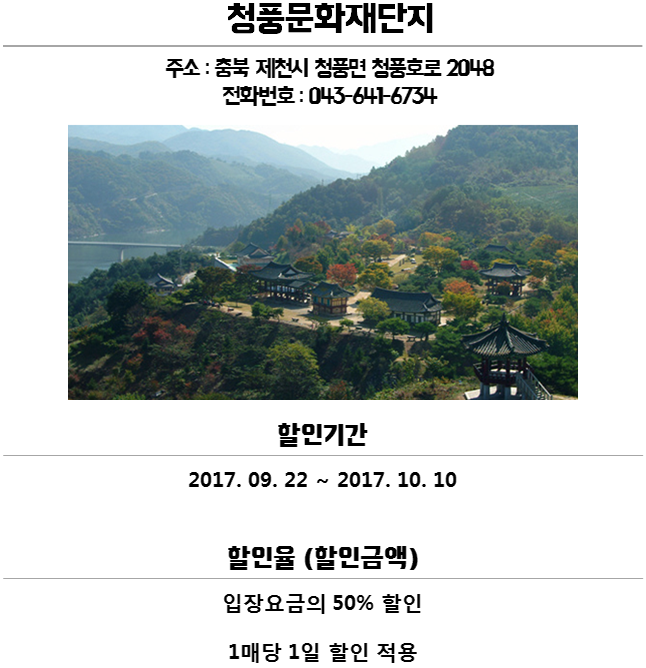 청풍문화재단지
주소 : 충북 제천시 청풍면 청풍호로 2048
전화번호 : 043-641-6734
할인기간
2017. 09. 22 ~ 2017. 10. 10
할인율 (할인금액)
입장요금의 50% 할인
1매당 1일 할인 적용